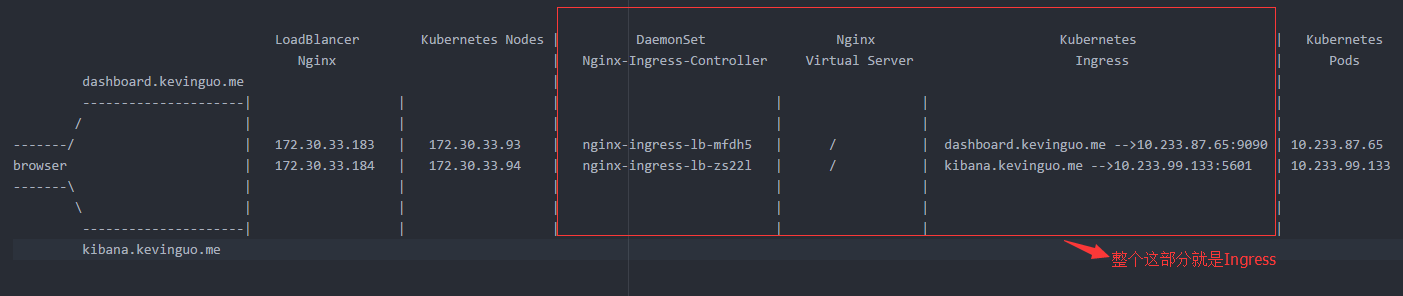 LoadBlancer Kubernetes Nodes | DaemonSet Nginx Kubernetes | Kubernetes
Nginx | Nginx-Ingress-Controller Virtual Server Ingress | Pods
dashboard.kevinguo.me | |
---------------------| | | | | |
/ | | | | | |
-------/ | 172.30.33.183 | 172.30.33.93 | nginx-ingress-lb-mfdh5 | / | dashboard.kevinguo.me -->10.233.87.65:9090 | 10.233.87.65
browser | 172.30.33.184 | 172.30.33.94 | nginx-ingress-lb-zs22l | / | kibana.kevinguo.me -->10.233.99.133:5601 | 10.233.99.133
-------\ | | | | | |
\ | | | | | |
---------------------| | | | | |
kibana.kevinguo.me
整个这部分就是Ingress